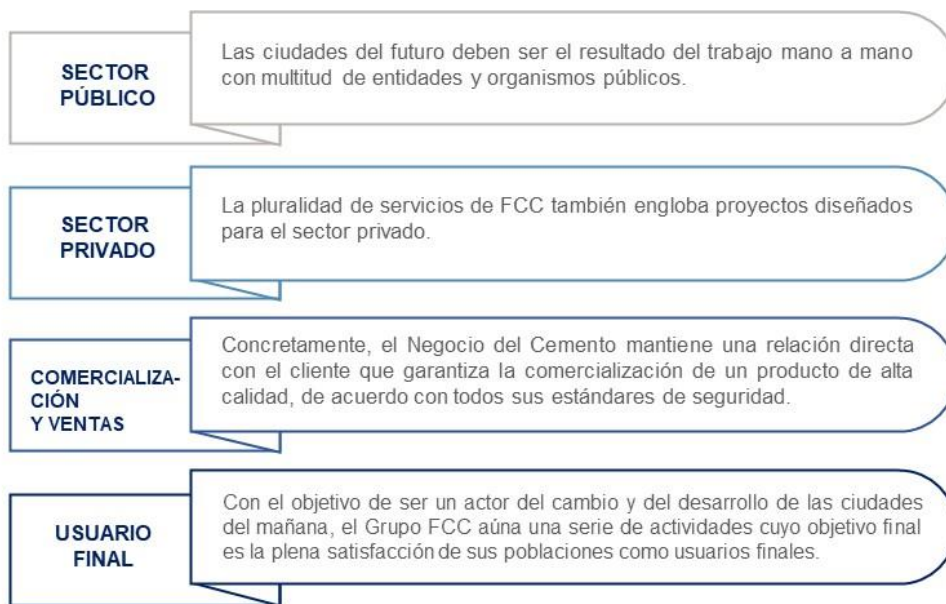 SECTOR
PÚBLICO
Las ciudades del futuro deben ser el resultado del trabajo mano a mano
con multitud de entidades y organismos públicos.
SECTOR
PRIVADO
La pluralidad de servicios de FCC también engloba proyectos diseñados
para el sector privado.
COMERCIALIZA-
CIÓN
Y VENTAS
Concretamente, el Negocio del Cemento mantiene una relación directa
con el cliente que garantiza la comercialización de un producto de alta
calidad, de acuerdo con todos sus estándares de seguridad.
USUARIO
FINAL
Con el objetivo de ser un actor del cambio y del desarrollo de las ciudades
del mañana, el Grupo FCC aúna una serie de actividades cuyo objetivo final
es la plena satisfacción de sus poblaciones como usuarios finales.